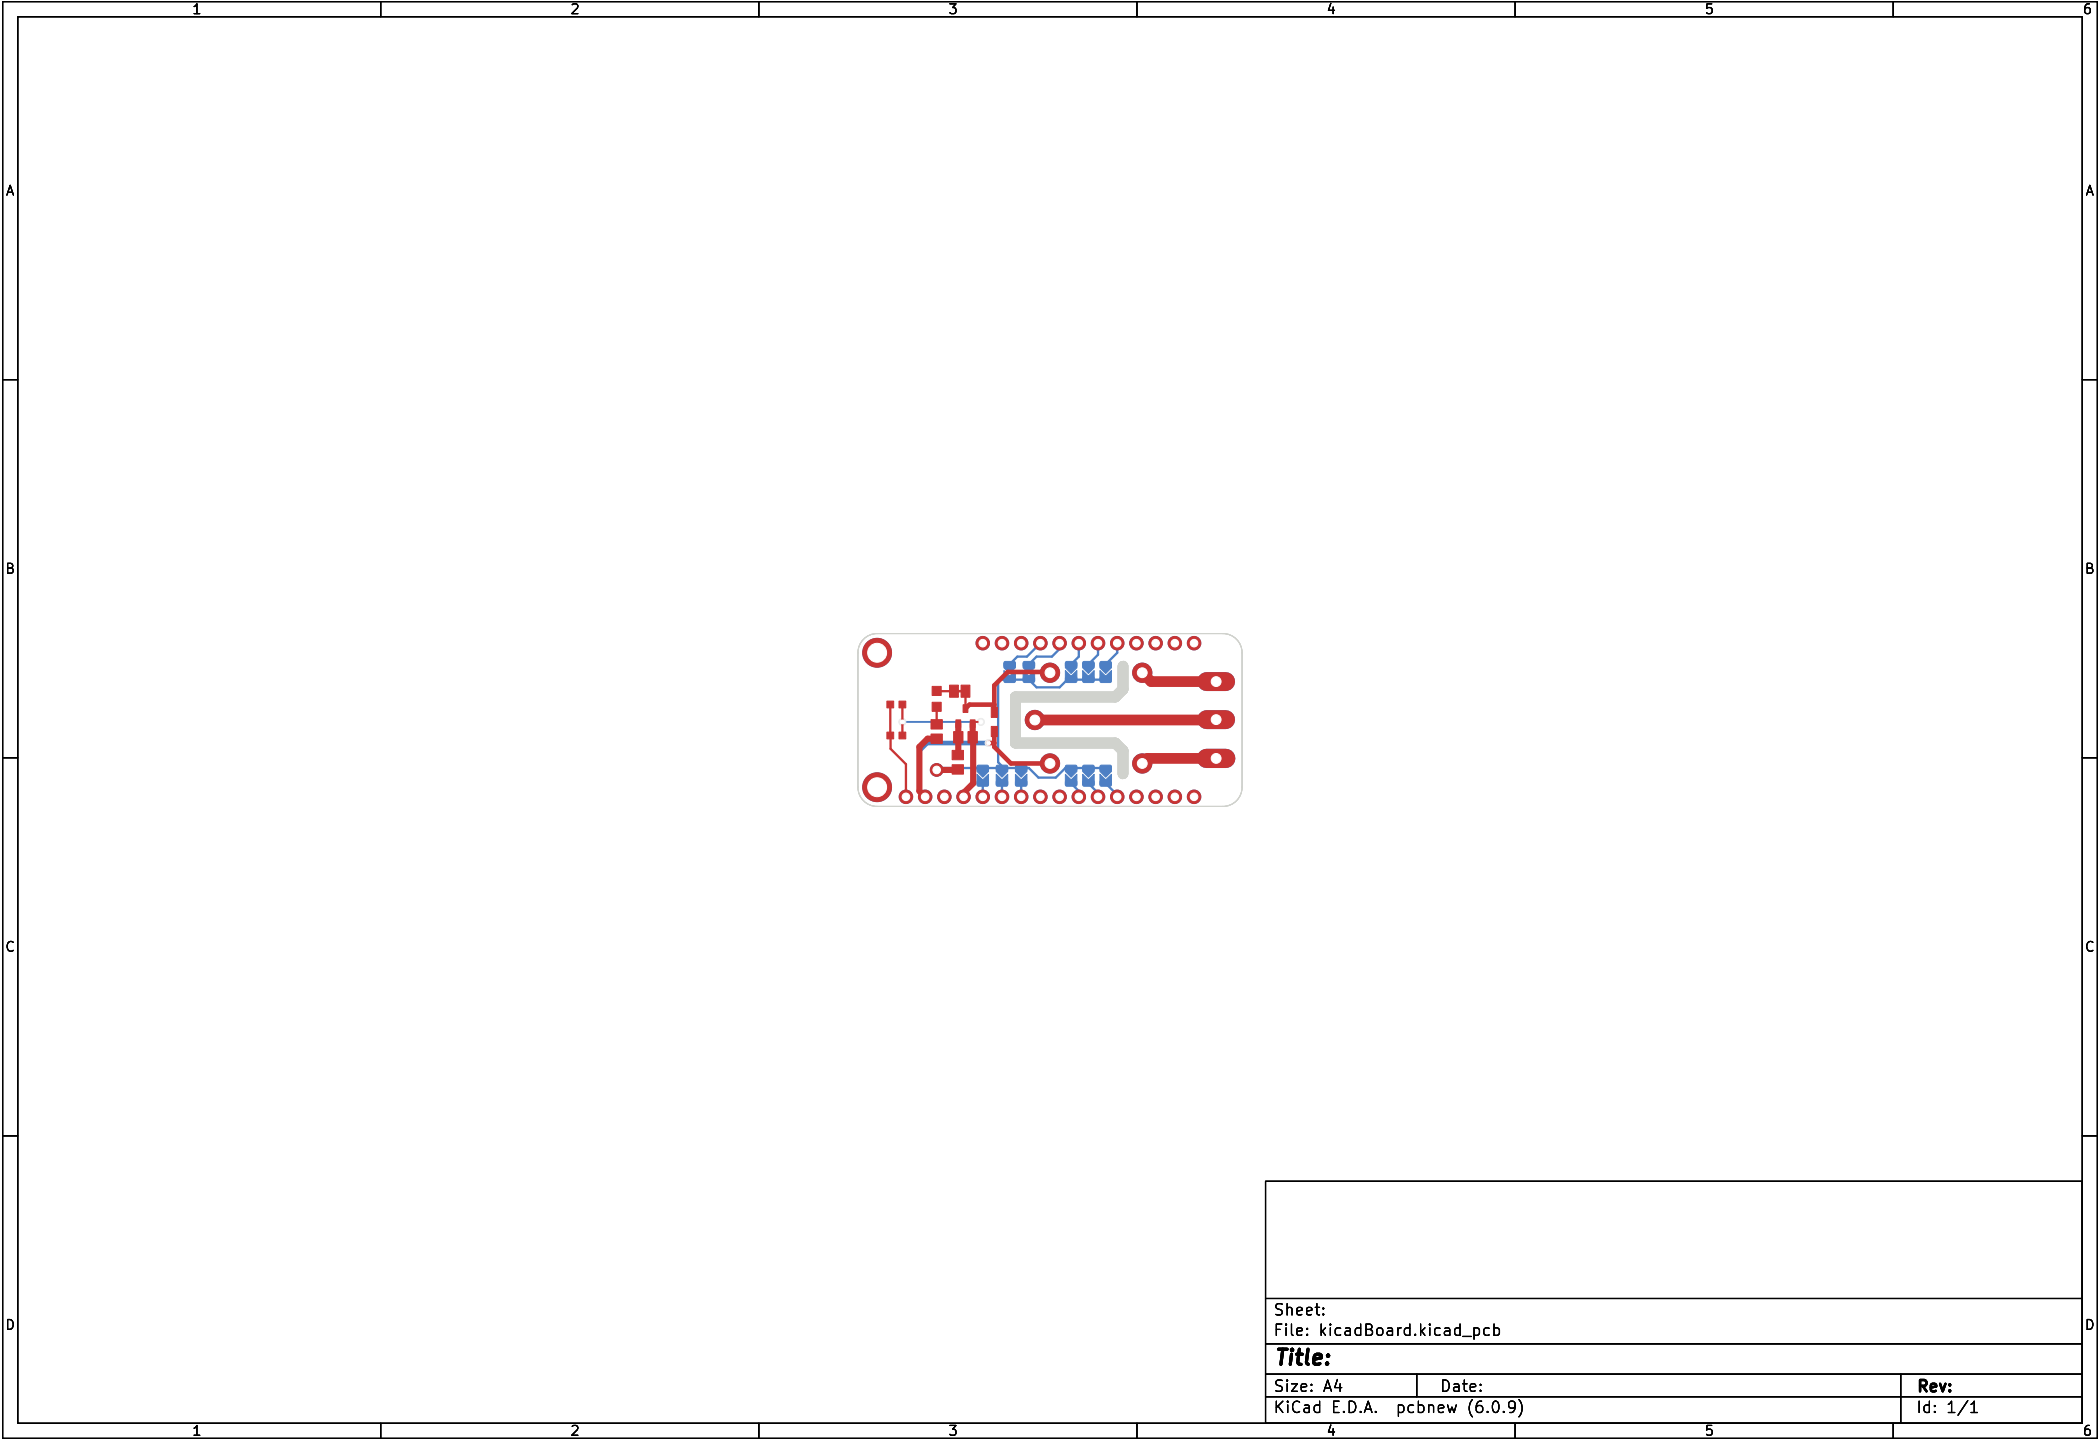 1 2 3 4 5 6
A A
B B
C C
Sheet:
File: kicadBoard.kicad_pcb
D D
Title:
Size: A4 Date: Rev:
KiCad E.D.A. pcbnew (6.0.9) Id: 1/1
1 2 3 4 5 6